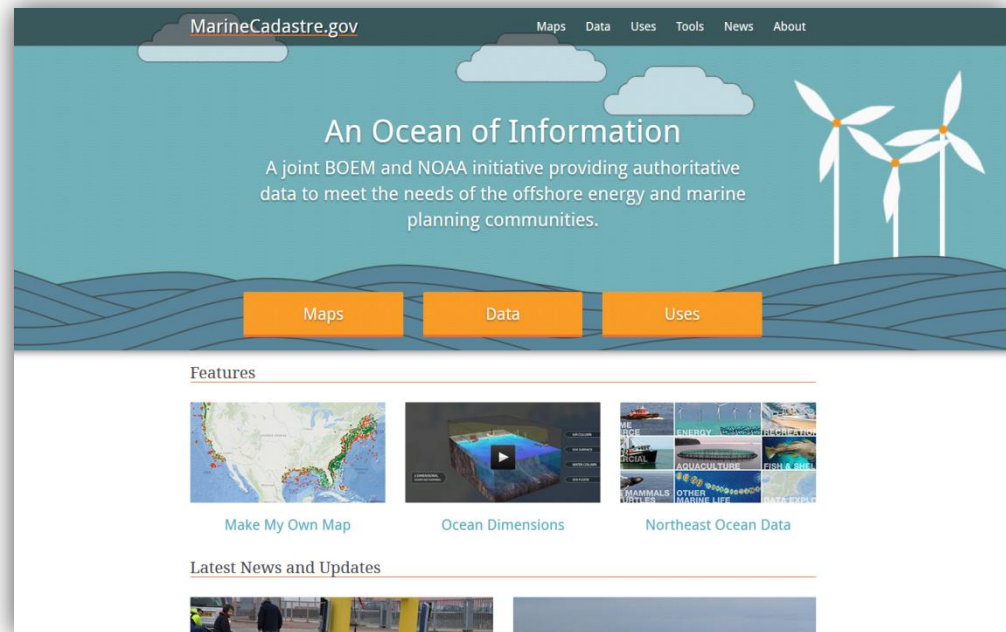 MarineCadastre.gov
Maps Data Uses Tools News About
An Ocean of Information
A joint BOEM and NOAA initiative providing authoritative
data to meet the needs of the offshore energy and marine
planning communities.
Maps Data Uses
Features
ENERGY
AQUACULTURE
OTHER
MARINE LIFE
Make My Own Map Ocean Dimensions Northeast Ocean Data
Latest News and Updates